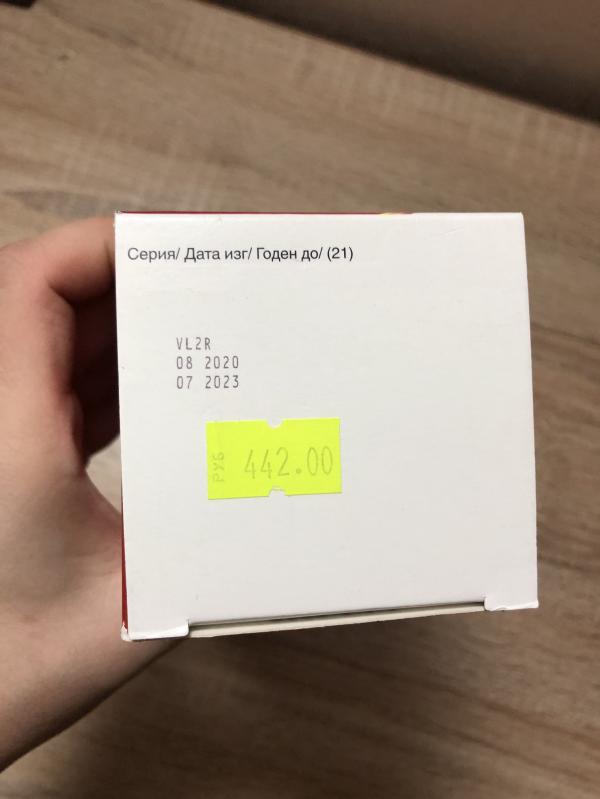 Серия/ Дата изг/ Годен до/ (21)
VL2R
08 2020
07 2023
РУБ 442.00